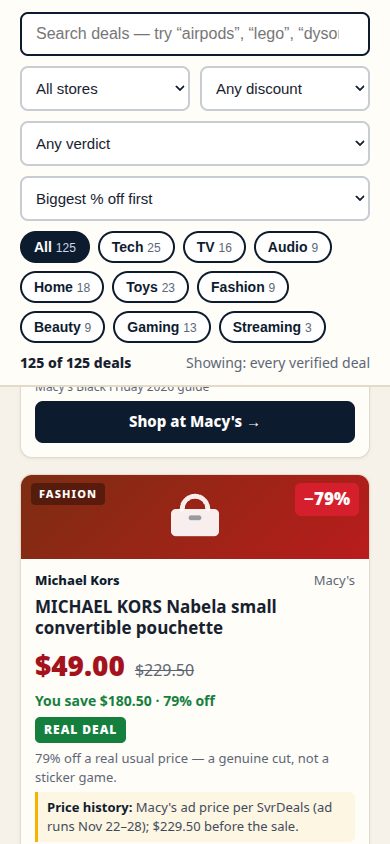 Search deals — try “airpods”, “lego”, “dyso
All stores
Any discount
Any verdict
Biggest % off first
All 125
Tech 25
TV 16
Audio 9
Home 18
Toys 23
Fashion 9
Beauty 9
Gaming 13
Streaming 3
125 of 125 deals
Showing: every verified deal
Macy's Black Friday 2026 guide
Shop at Macy's →
FASHION
−79%
Michael Kors
Macy's
MICHAEL KORS Nabela small
convertible pouchette
$49.00 $229.50
You save $180.50 · 79% off
REAL DEAL
79% off a real usual price — a genuine cut, not a
sticker game.
Price history: Macy's ad price per SvrDeals (ad
runs Nov 22–28); $229.50 before the sale.